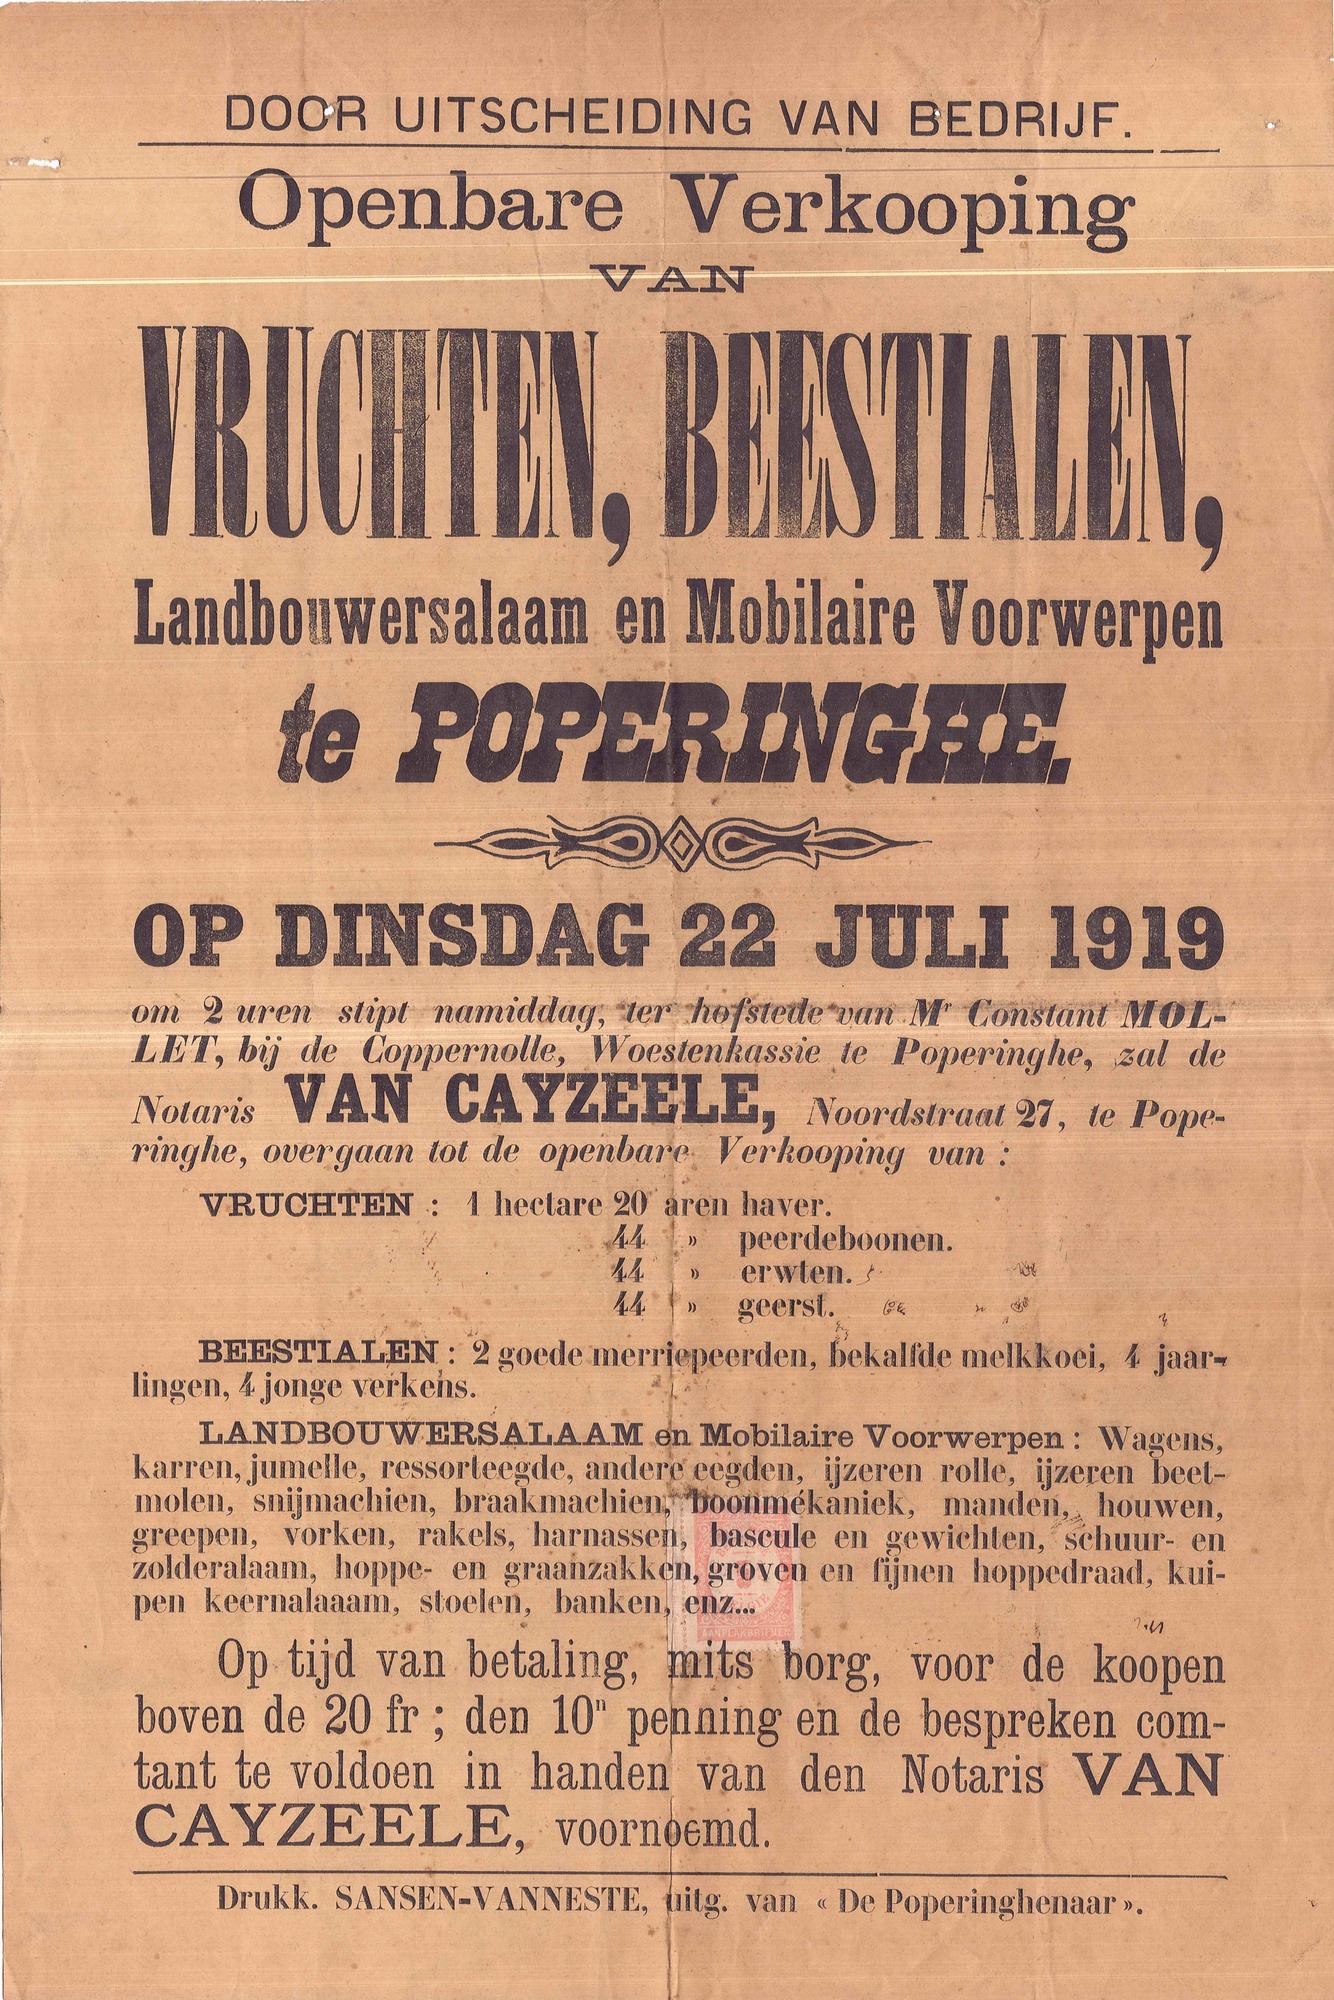 DOOR UITSCHEIDING VAN BEDRIJF.
Openbare Verkooping
VAN
VRUCHTEN, BEESTIALEN,
Landbouwersalaam en Mobilaire Voorwerpen
te POPERINGHE.
OP DINSDAG 22 JULI 1919
om 2 uren stipt namiddag, ter hofstede van Mr Constant MOL-
LET, bij de Coppernolle, Woestenkassie te Poperinghe, zal de
Notaris VAN CAYZEELE, Noordstraat 27, te Pope-
ringhe, overgaan tot de openbare Verkooping van :
VRUCHTEN : 1 hectare 20 aren haver.
44 » peerdeboonen.
44 » erwten.
44 » geerst.
BEESTIALEN : 2 goede merriepeerden, bekalfde melkkoei, 4 jaar-
lingen, 4 jonge verkens.
LANDBOUWERSALAAM en Mobilaire Voorwerpen : Wagens,
karren, jumelle, ressorteegde, andere eegden, ijzeren rolle, ijzeren beet-
molen, snijmachien, braakmachien, boonmékaniek, manden, houwen,
greepen, vorken, rakels, harnassen, bascule en gewichten, schuur- en
zolderalaam, hoppe- en graanzakken, groven en fijnen hoppedraad, kui-
pen keernalaaam, stoelen, banken, enz...
AANPLAKBRIEVEN
Op tijd van betaling, mits borg, voor de koopen
boven de 20 fr ; den 10n penning en de bespreken com-
tant te voldoen in handen van den Notaris VAN
CAYZEELE, voornoemd.
Drukk. SANSEN-VANNESTE, uitg. van « De Poperinghenaar ».